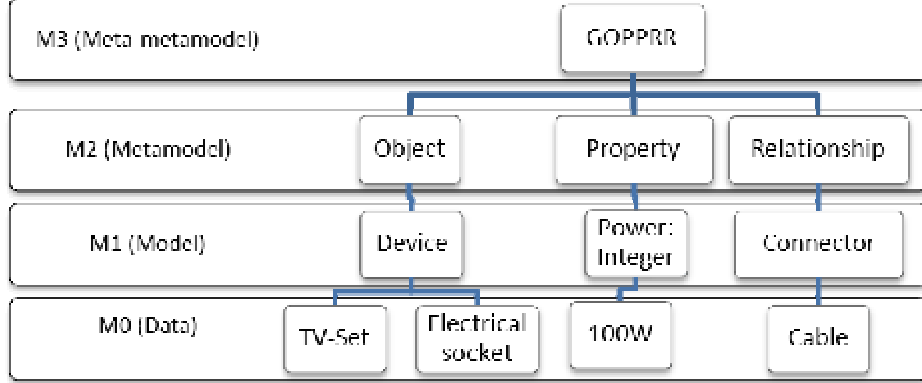 M3 (Meta-metamodel)
GOPPRR
M2 (Metamodel)
Object
Property
Relationship
M1 (Model)
Device
Power:
Integer
Connector
M0 (Data)
TV-Set
Electrical
socket
100W
Cable